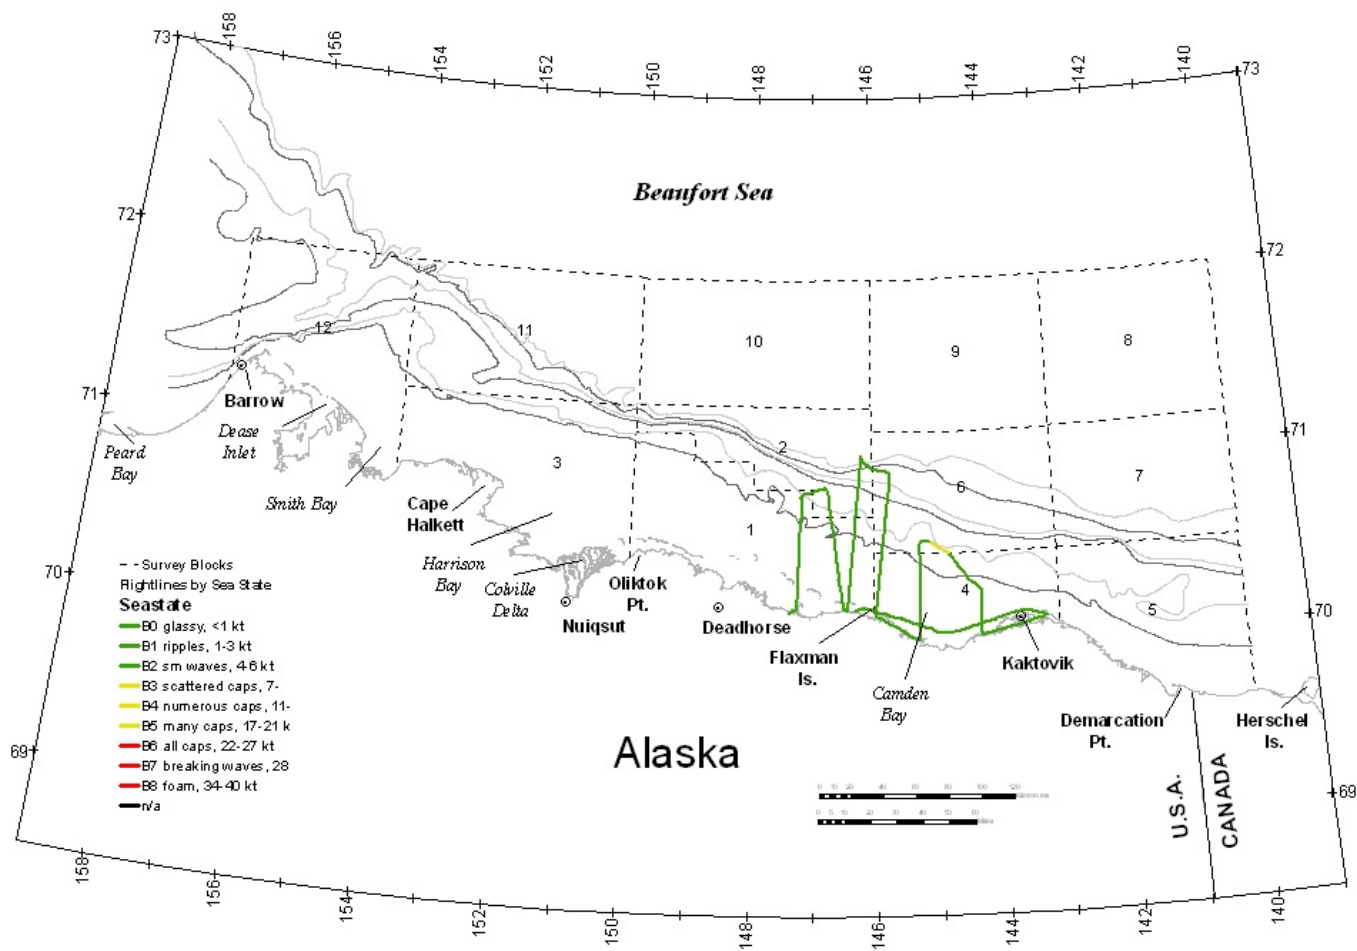 158
156
154
152
150
148
146
144
142
140
73
73
Beaufort Sea
72
72
11
12
10
9
8
71
71
Barrow
Peard
Bay
Dease
Inlet
Smith Bay
3
2
6
7
Cape
Halkett
1
Harrison
Bay
Colville
Delta
Oliktok
Pt.
Nuiqsut
Deadhorse
Flaxman
Is.
4
5
Camden
Bay
Kaktovik
Demarcation
Pt.
Herschel
Is.
70
70
Survey Blocks
Flightlines by Sea State
Seastate
B0 glassy, <1 kt
B1 ripples, 1-3 kt
B2 sm waves, 4-6 kt
B3 scattered caps, 7-
B4 numerous caps, 11-
B5 many caps, 17-21 k
B6 all caps, 22-27 kt
B7 breaking waves, 28
B8 foam, 34-40 kt
n/a
Alaska
U.S.A.
CANADA
69
69
158
156
154
152
150
148
146
144
142
140